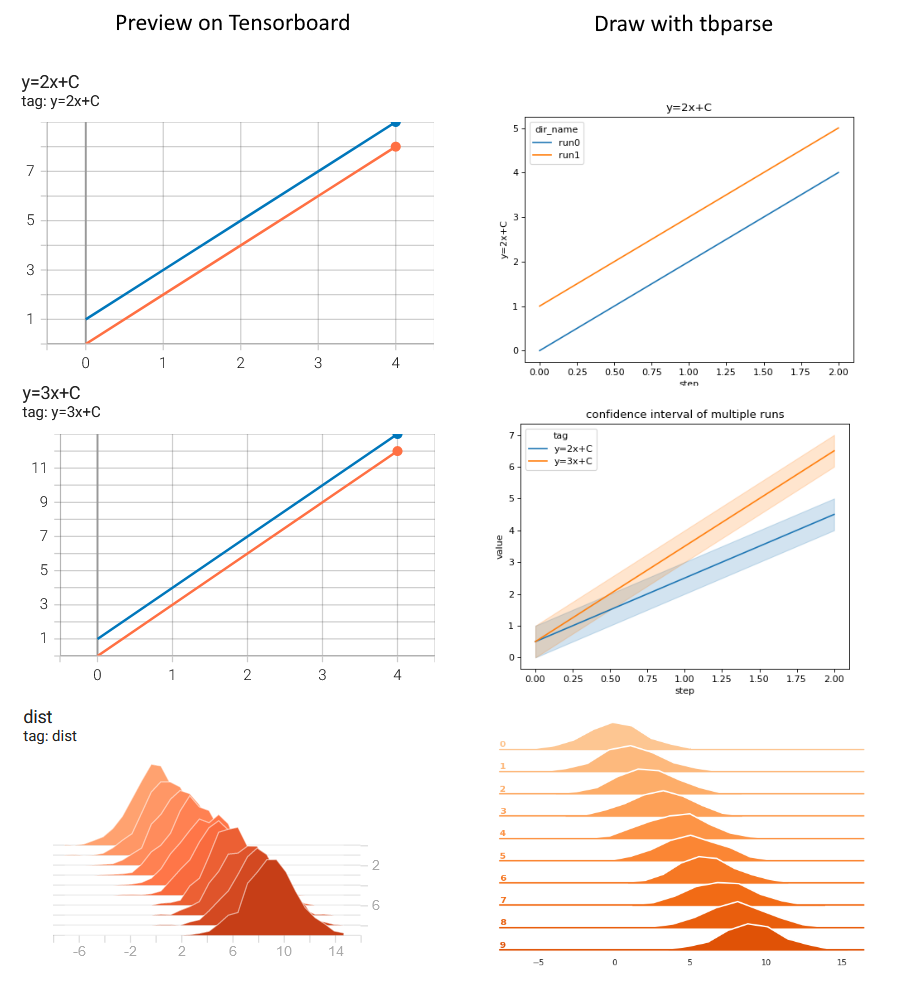 Preview on Tensorboard
Draw with tbparse
y=2x+C
tag: y=2x+C
7
5
3
1
0 1 2 3 4
y=2x+C
dir_name
run0
run1
5
4
3
2
1
0
y=2x+C
0.00 0.25 0.50 0.75 1.00 1.25 1.50 1.75 2.00
step
y=3x+C
tag: y=3x+C
11
9
7
5
3
1
0 1 2 3 4
confidence interval of multiple runs
tag
y=2x+C
y=3x+C
7
6
5
4
3
2
1
0
value
0.00 0.25 0.50 0.75 1.00 1.25 1.50 1.75 2.00
step
dist
tag: dist
2
6
-6 -2 2 6 10 14
0
1
2
3
4
5
6
7
8
9
−5 0 5 10 15